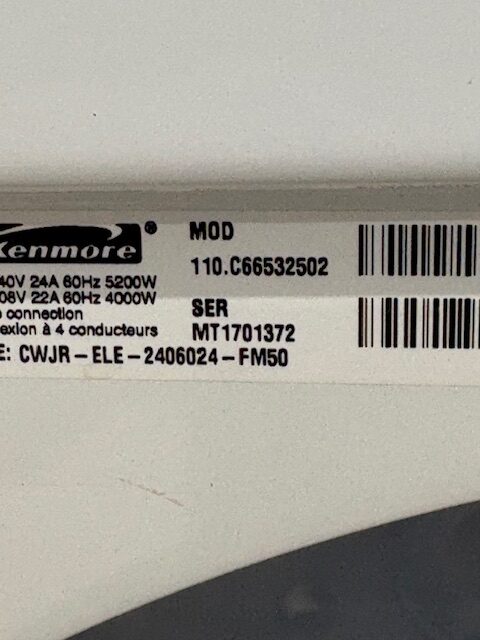 Kenmore®
MOD
110.C66532502
40V 24A 60Hz 5200W
08V 22A 60Hz 4000W
connection
exion à 4 conducteurs
SER
MT1701372
E: CWJR-ELE-2406024-FM50